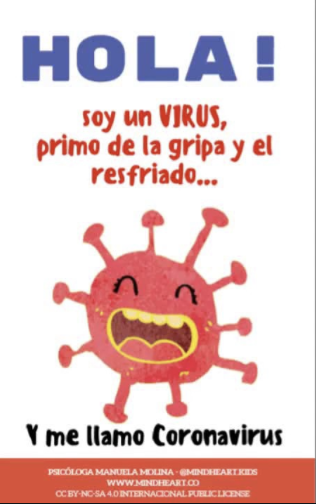 HOLA!
soy un VIRUS,
primo de la gripa y el
resfriado...
Y me llamo Coronavirus
PSICÓLOGA MANUELA MOLINA - @MINDHEART.KIDS
WWW.MINDHEART.CO
CC BY-NC-SA 4.0 INTERNACIONAL PUBLIC LICENSE